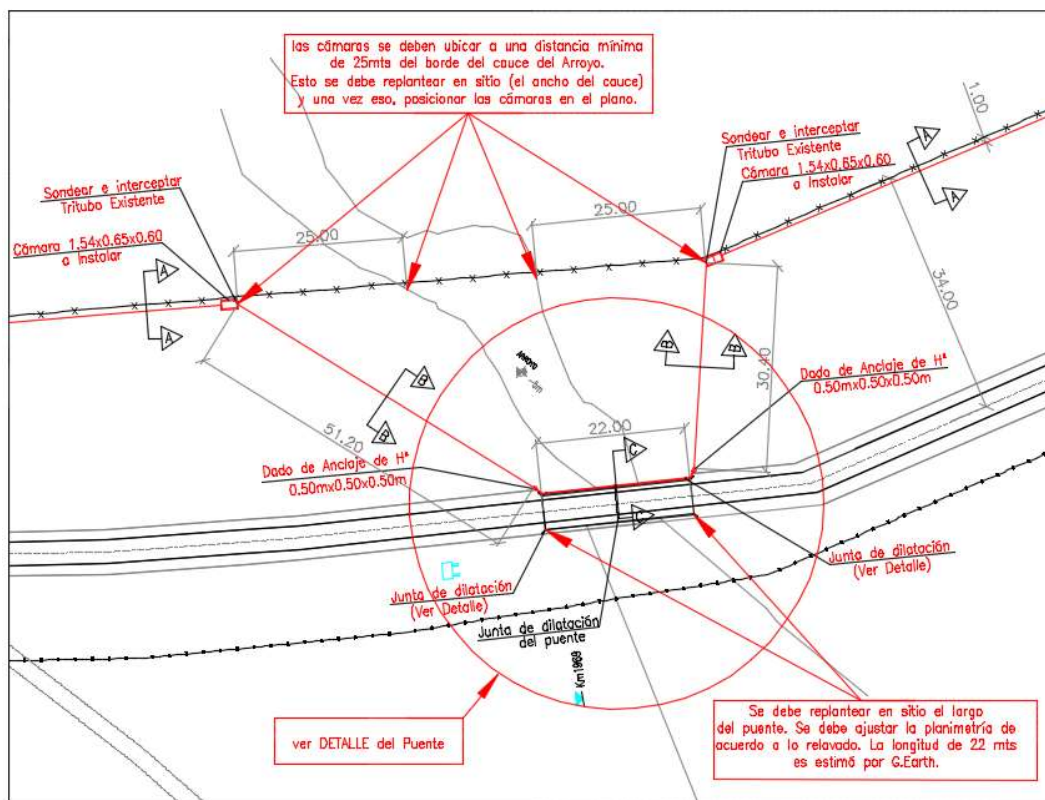 las cámaras se deben ubicar a una distancia mínima
de 25mts del borde del cauce del Arroyo.
Esto se debe replantear en sitio (el ancho del cauce)
y una vez eso, posicionar las cámaras en el plano.
1.00
Sondear e interceptar
Tritubo Existente
Cámara 1.54x0.65x0.60
a Instalar
A
A
Sondear e interceptar
Tritubo Existente
Cámara 1.54x0.65x0.60
a Instalar
25.00
25.00
A
A
34.00
B
B
30.40
ARROYO
B
B
51.20
22.00
C
C
Dado de Anclaje de Hª
0.50mx0.50x0.50m
Dado de Anclaje de Hª
0.50mx0.50x0.50m
Junta de dilatación
(Ver Detalle)
Junta de dilatación
(Ver Detalle)
Junta de dilatación
del puente
Km1969
ver DETALLE del Puente
Se debe replantear en sitio el largo
del puente. Se debe ajustar la planimetría de
acuerdo a lo relavado. La longitud de 22 mts
es estimó por G.Earth.